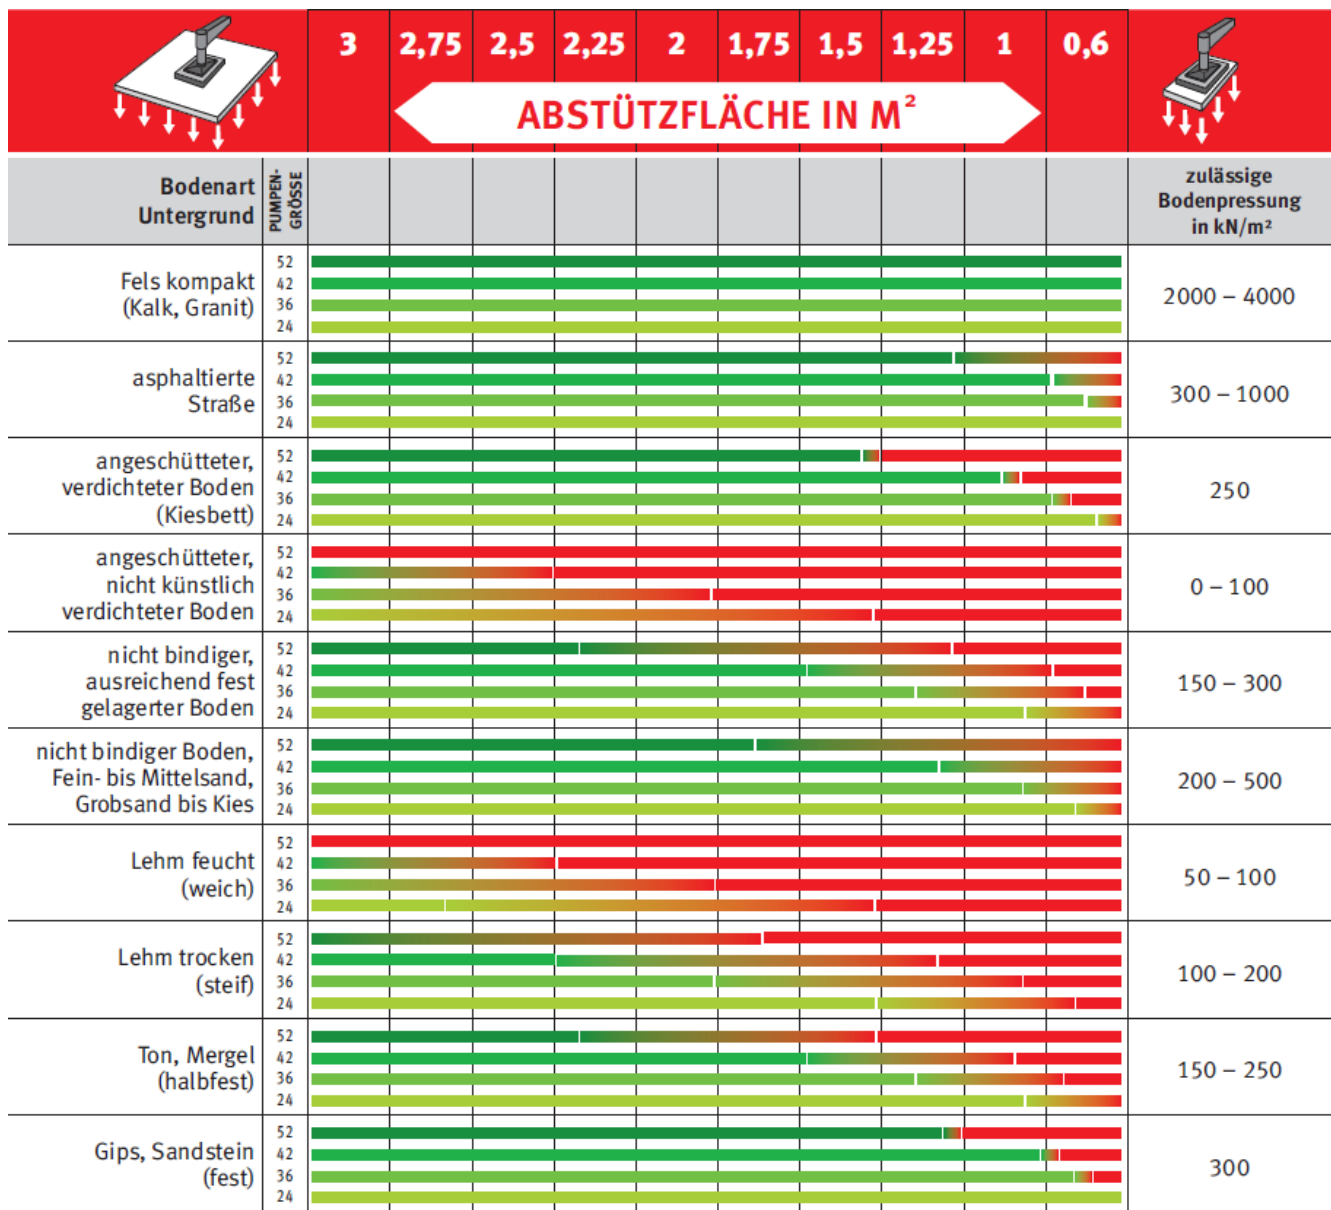 3 2,75 2,5 2,25 2 1,75 1,5 1,25 1 0,6
ABSTÜTZFLÄCHE IN M²
Bodenart
Untergrund
PUMPEN-
GRÖSSE
zulässige
Bodenpressung
in kN/m²
Fels kompakt
(Kalk, Granit)
52
42
36
24
2000 – 4000
asphaltierte
Straße
52
42
36
24
300 – 1000
angeschütteter,
verdichteter Boden
(Kiesbett)
52
42
36
24
250
angeschütteter,
nicht künstlich
verdichteter Boden
52
42
36
24
0 – 100
nicht bindiger,
ausreichend fest
gelagerter Boden
52
42
36
24
150 – 300
nicht bindiger Boden,
Fein- bis Mittelsand,
Grobsand bis Kies
52
42
36
24
200 – 500
Lehm feucht
(weich)
52
42
36
24
50 – 100
Lehm trocken
(steif)
52
42
36
24
100 – 200
Ton, Mergel
(halbfest)
52
42
36
24
150 – 250
Gips, Sandstein
(fest)
52
42
36
24
300